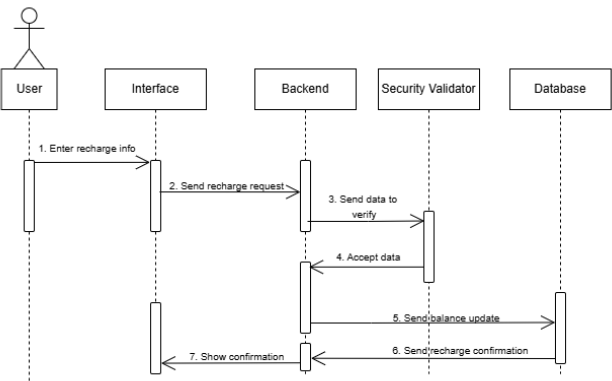 User
Interface
Backend
Security Validator
Database
1. Enter recharge info
2. Send recharge request
3. Send data to
verify
4. Accept data
5. Send balance update
6. Send recharge confirmation
7. Show confirmation